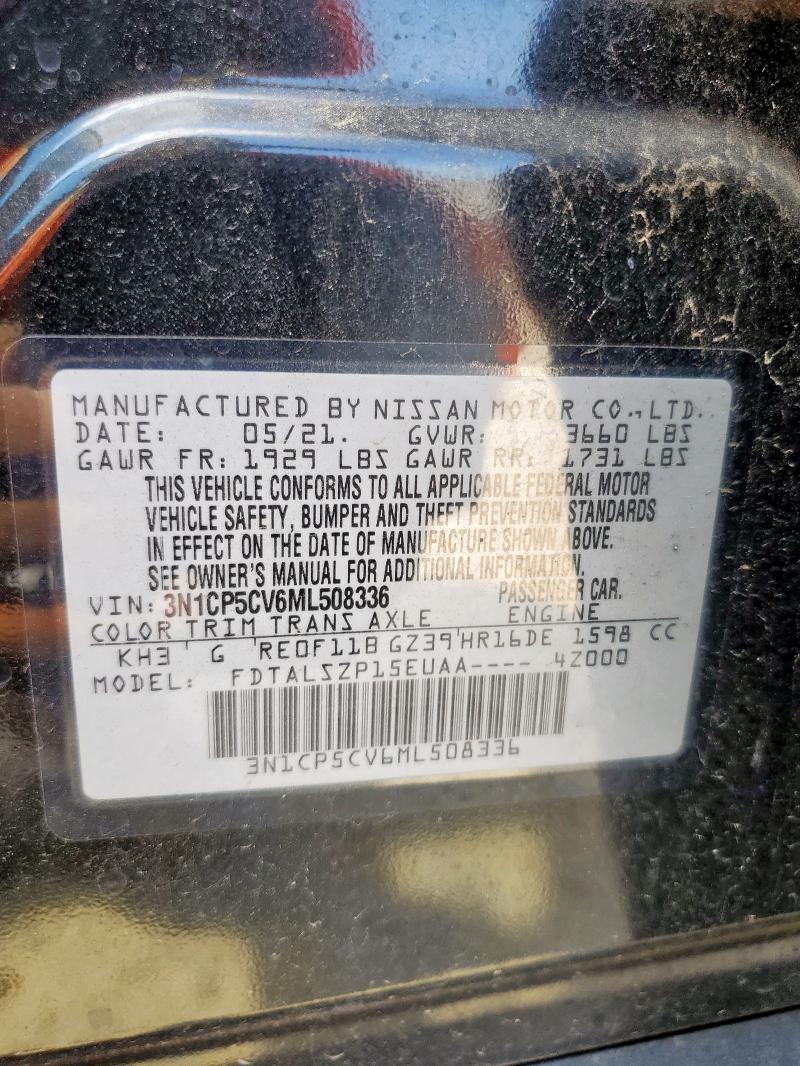 MANUFACTURED BY NISSAN MOTOR CO., LTD.
DATE: 05/21. GVWR: 3660 LBS
GAWR FR: 1929 LBS GAWR RR: 1731 LBS
THIS VEHICLE CONFORMS TO ALL APPLICABLE FEDERAL MOTOR
VEHICLE SAFETY, BUMPER AND THEFT PREVENTION STANDARDS
IN EFFECT ON THE DATE OF MANUFACTURE SHOWN ABOVE.
SEE OWNER'S MANUAL FOR ADDITIONAL INFORMATION.
VIN: 3N1CP5CV6ML508336 PASSENGER CAR.
COLOR TRIM TRANS AXLE ENGINE
KH3 G RE0F11B GZ39 HR16DE 1598 CC
MODEL: FDTALSZP15EUAA---- 4Z000
3N1CP5CV6ML508336